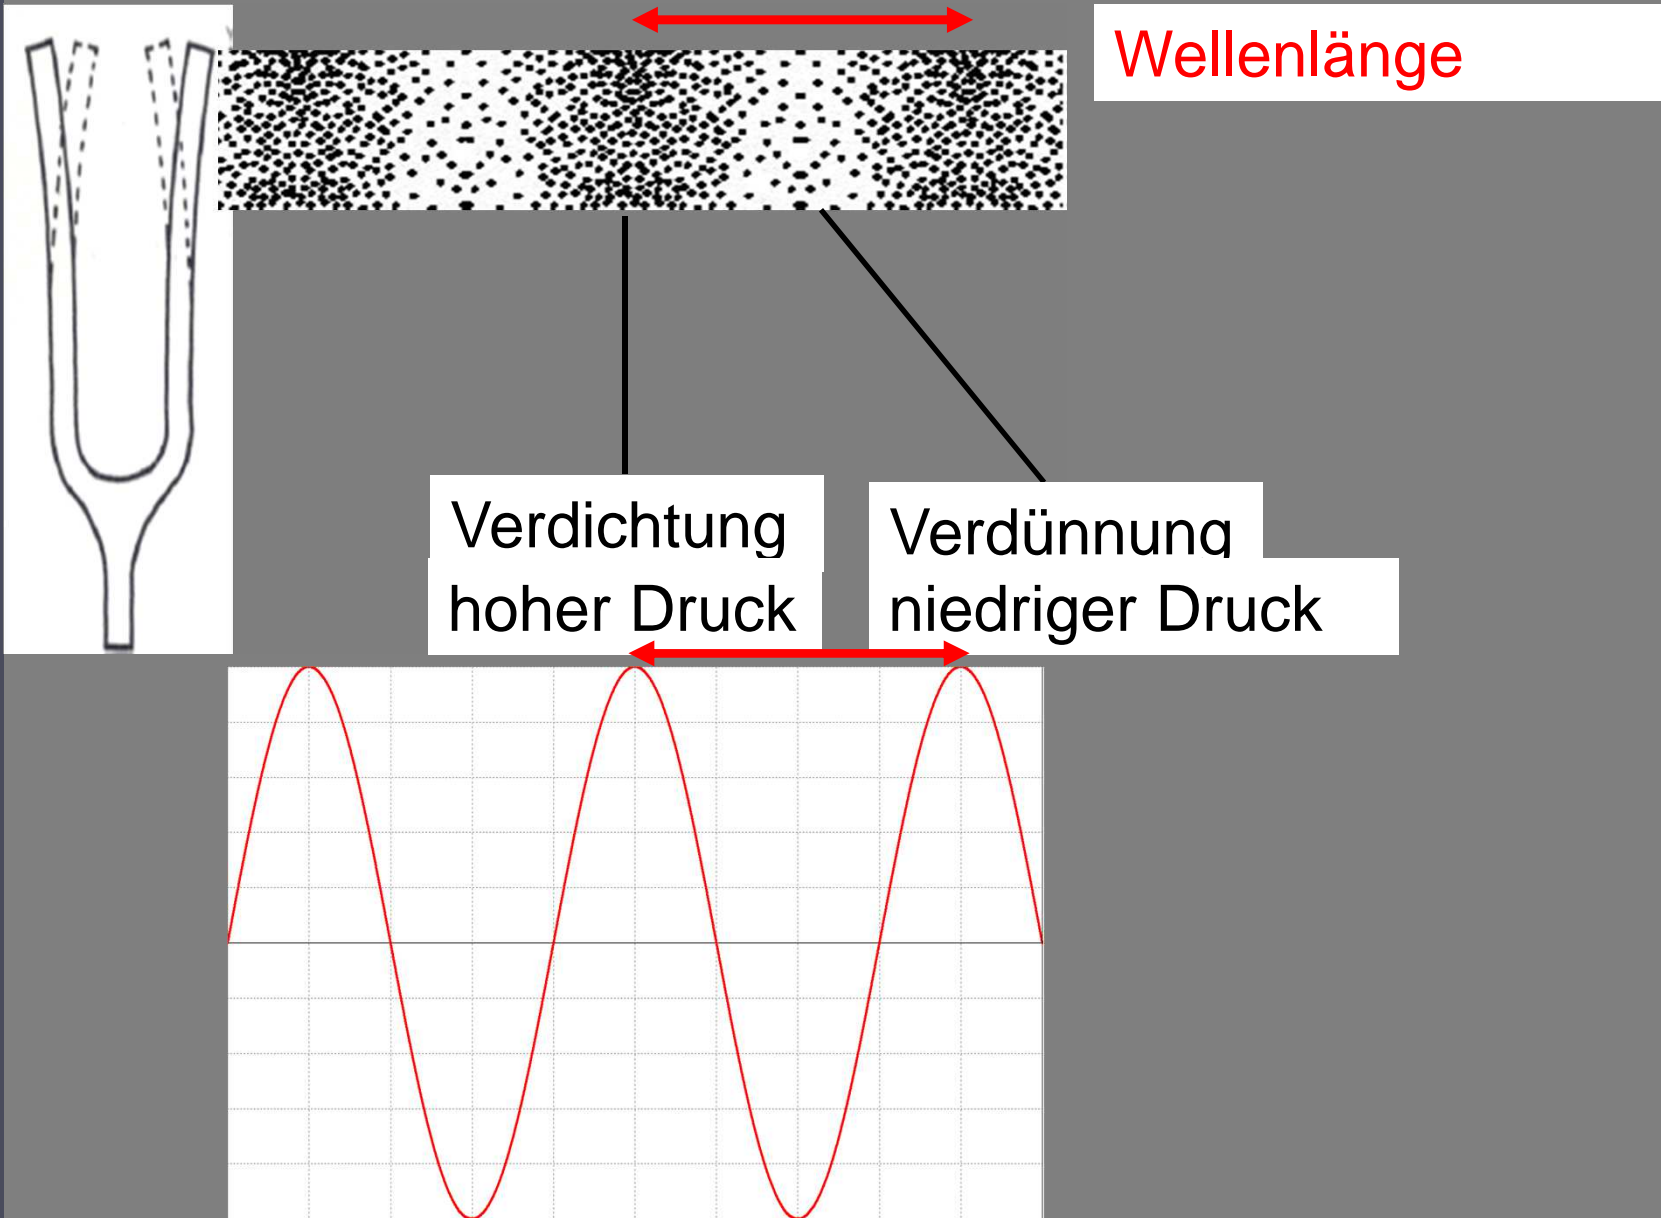 Wellenlänge
Verdichtung
hoher Druck
Verdünnung
niedriger Druck